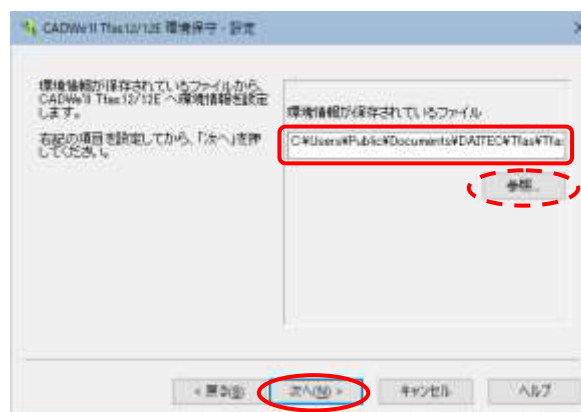 CADWe'll Tfas12/12E 環境保守 - 設定
環境情報が保存されているファイルから、
CADWe'll Tfas12/12E へ環境情報を設定
します。
右記の項目を設定してから、「次へ」を押
してください。
環境情報が保存されているファイル
C:¥Users¥Public¥Documents¥DAITEC¥Tfas¥Tfas
参照...
< 戻る(B)
次へ(N) >
キャンセル
ヘルプ